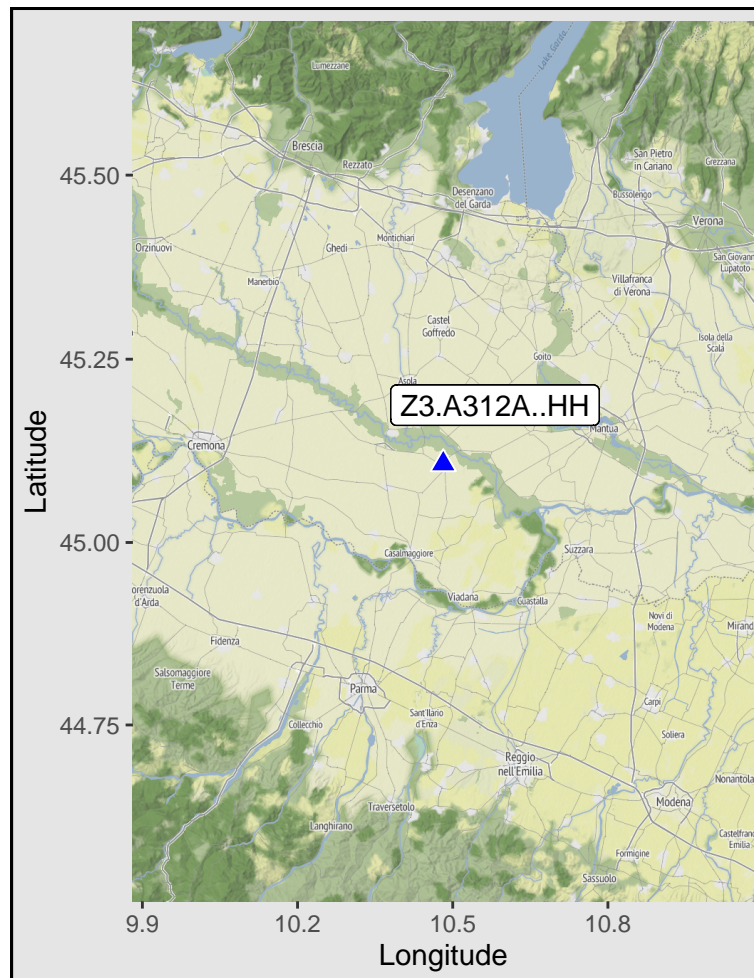 Lumezzane
Lake Garda
Brescia
Rezzato
San Pietro
in Cariano
Grezzana
Desenzano
del Garda
Bussolengo
45.50
Verona
Orzinuovi
Ghedi
Montichiari
San Giovann
Lupatoto
Manerbio
Villafranca
di Verona
Castel
Goffredo
Isola della
Scala
45.25
Goito
Asola
Z3.A312A..HH
Mantua
Cremona
Latitude
45.00
Casalmaggiore
Suzzara
orenzuola
d'Arda
Viadana
Guastalla
Novi di
Modena
Mirand
Fidenza
Salsomaggiore
Terme
Parma
Carpi
Sant'Ilario
d'Enza
44.75
Collecchio
Soliera
Reggio
nell'Emilia
Nonantola
Modena
Traversetolo
Langhirano
Castelfran
Emilia
Formigine
Sassuolo
9.9
10.2
10.5
10.8
Longitude